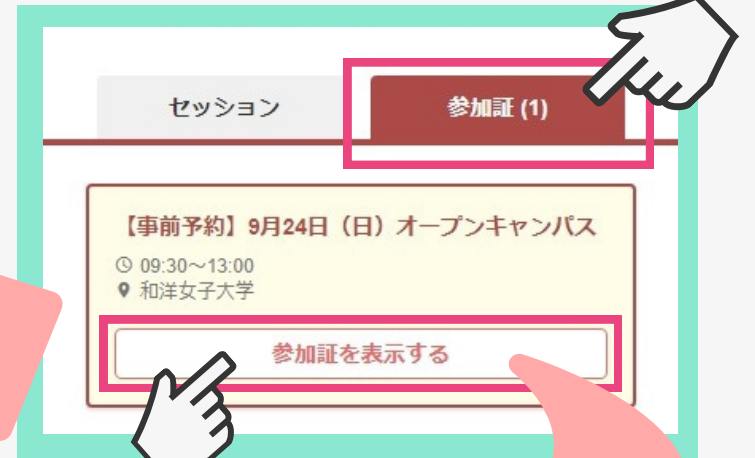 セッション
参加証 (1)
【事前予約】9月24日（日）オープンキャンパス
09:30～13:00
和洋女子大学
参加証を表示する